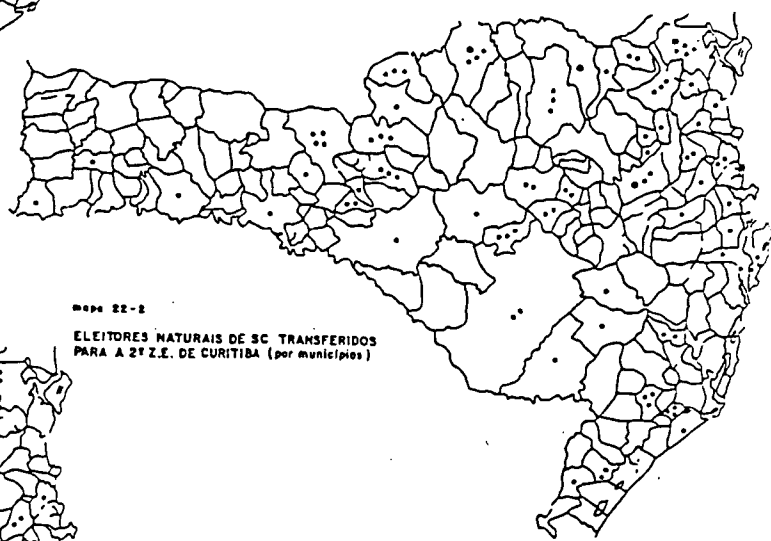 mapa 22-2
ELEITORES NATURAIS DE SC TRANSFERIDOS
PARA A 2ª Z.E. DE CURITIBA (por municípios)